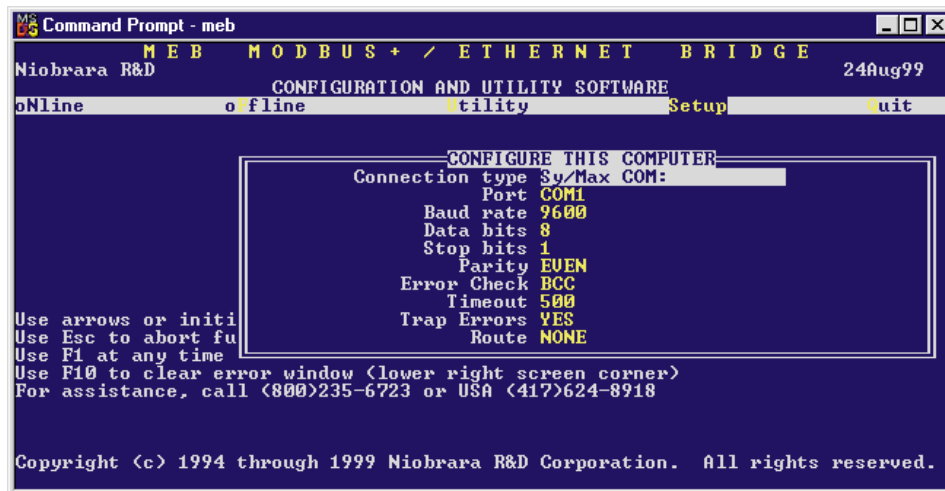 Command Prompt - meb
M E B M O D B U S + / E T H E R N E T B R I D G E
Niobrara R&D 24Aug99
CONFIGURATION AND UTILITY SOFTWARE
oNline oFfline Utility Setup Quit
CONFIGURE THIS COMPUTER
Connection type Sy/Max COM:
Port COM1
Baud rate 9600
Data bits 8
Stop bits 1
Parity EVEN
Error Check BCC
Timeout 500
Use arrows or initi Trap Errors YES
Use Esc to abort fu Route NONE
Use F1 at any time
Use F10 to clear error window (lower right screen corner)
For assistance, call (800)235-6723 or USA (417)624-8918
Copyright (c) 1994 through 1999 Niobrara R&D Corporation. All rights reserved.